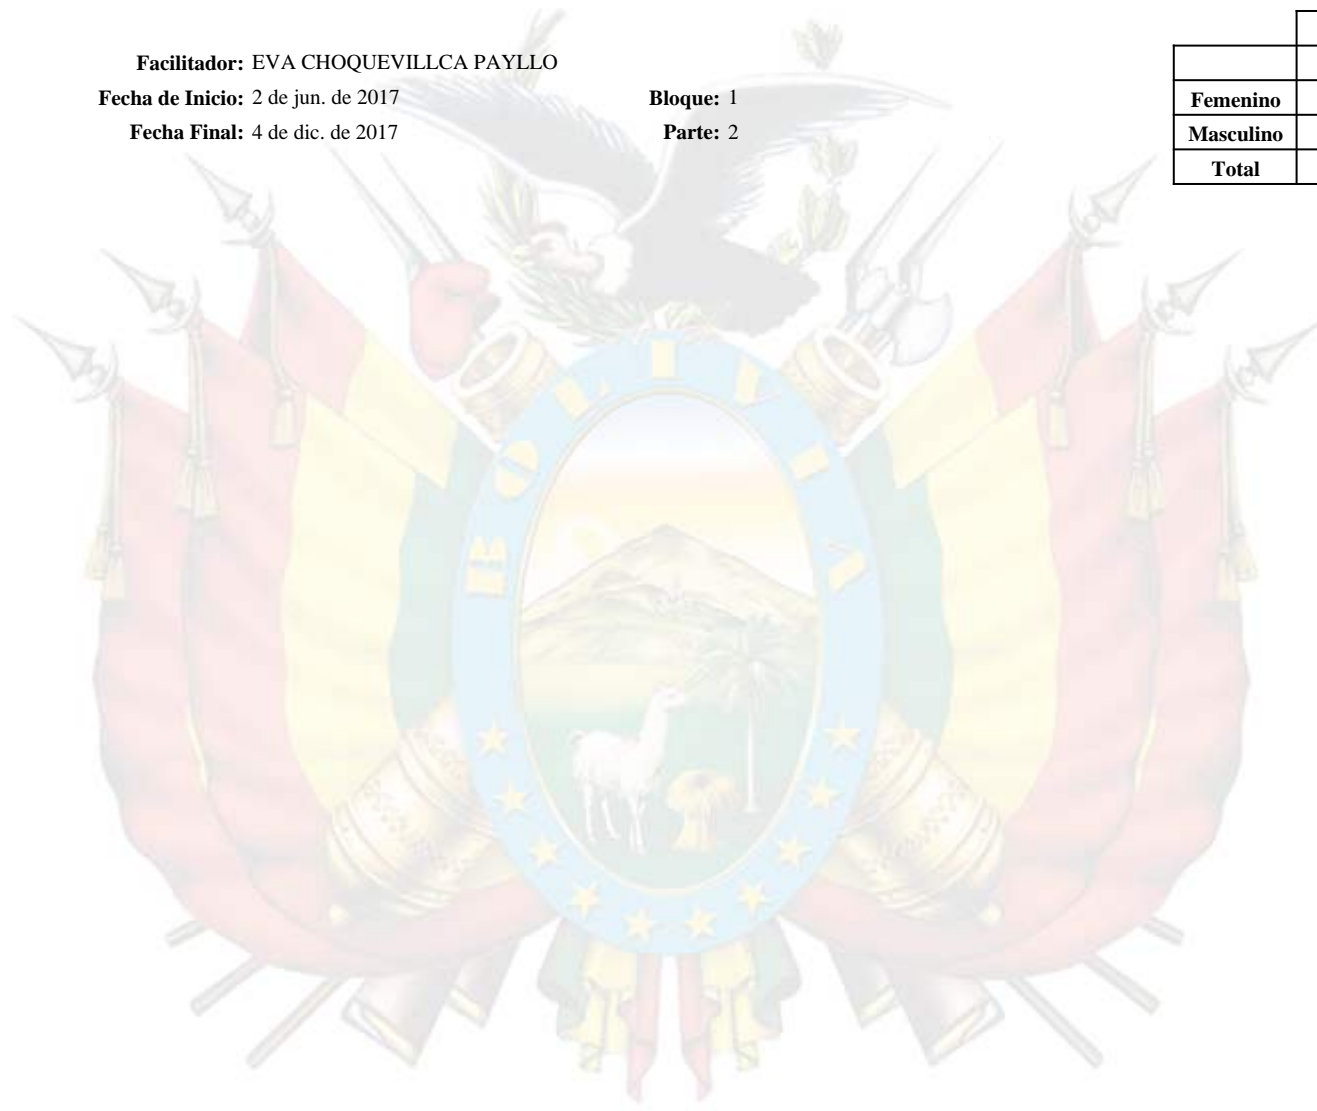 Facilitador: EVA CHOQUEVILLCA PAYLLO
Fecha de Inicio: 2 de jun. de 2017 Bloque: 1
Fecha Final: 4 de dic. de 2017 Parte: 2
Femenino
Masculino
Total
BOLIVIA